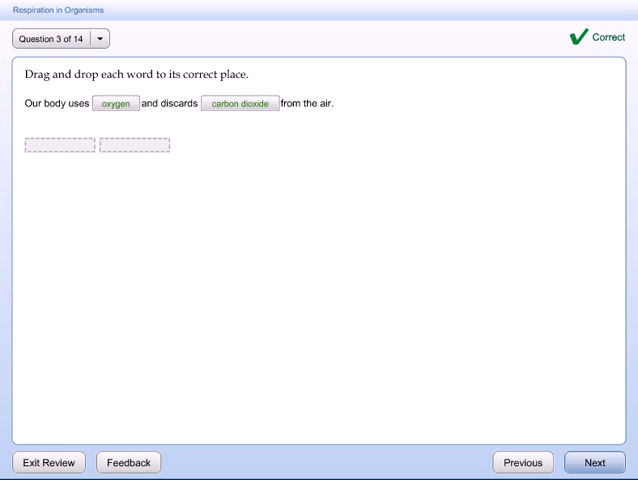 Respiration in Organisms
Question 3 of 14
Correct
Drag and drop each word to its correct place.
Our body uses oxygen and discards carbon dioxide from the air.
Exit Review Feedback Previous Next